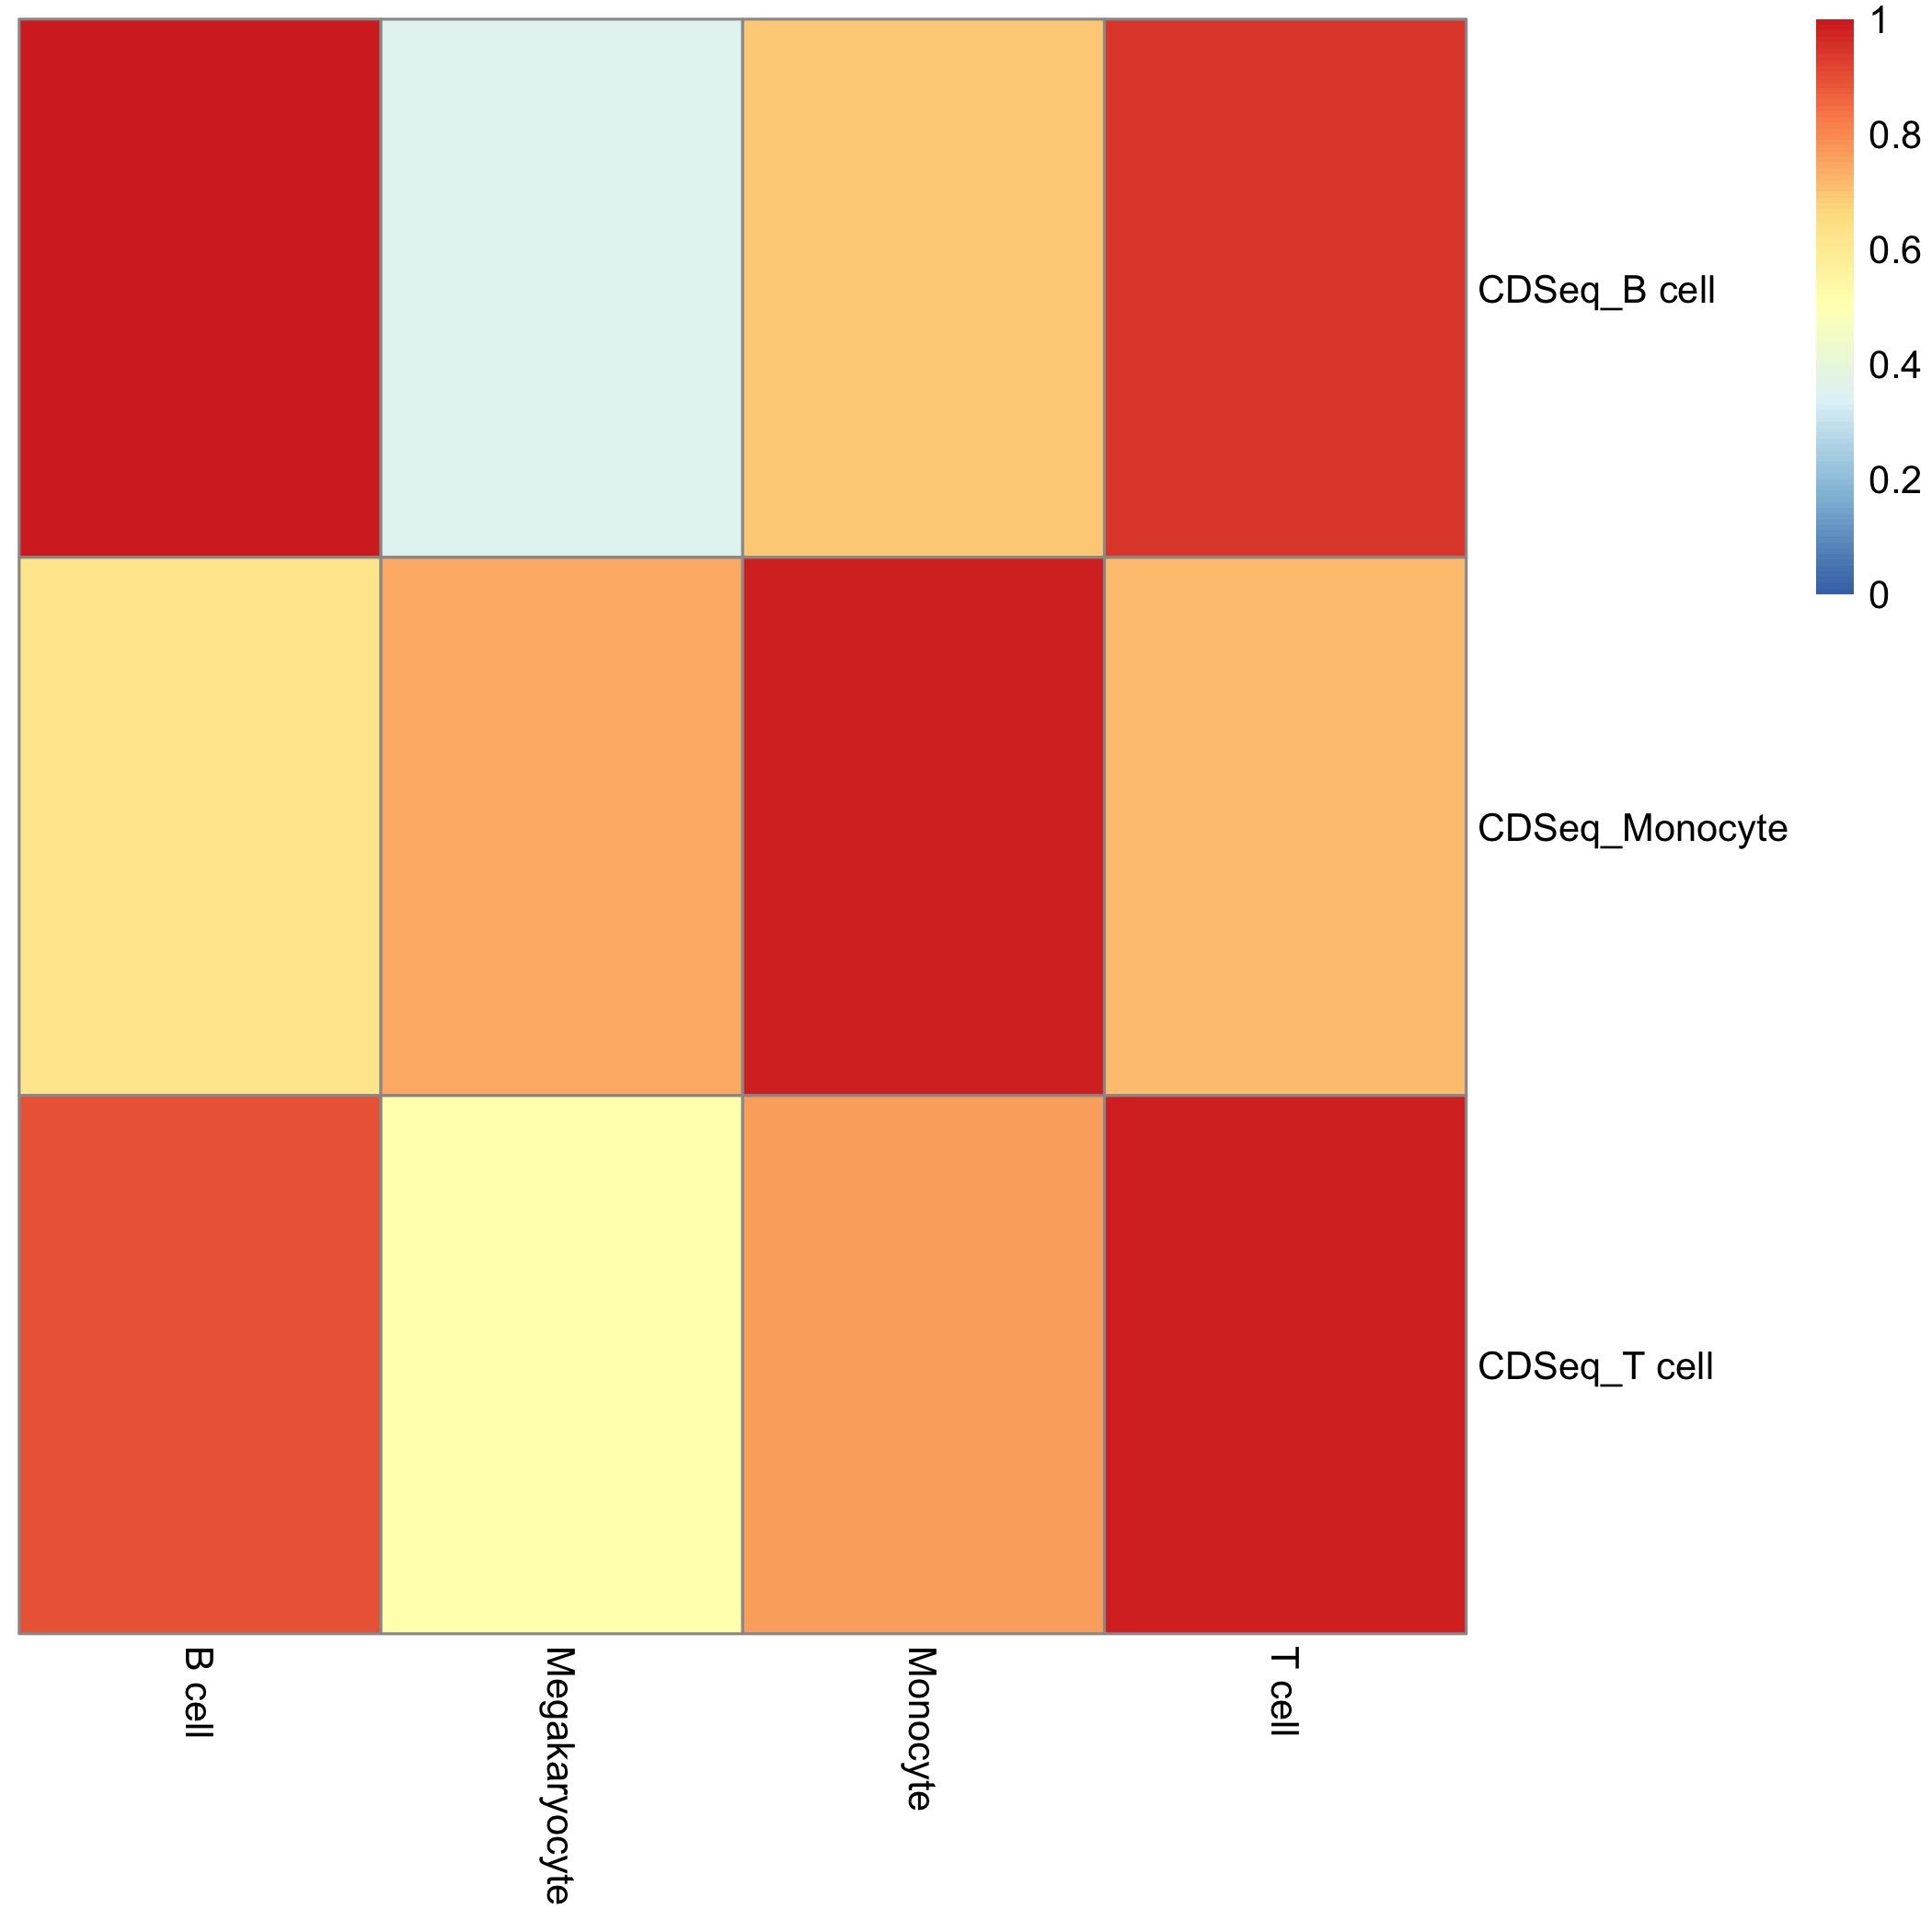 1
0.8
0.6
0.4
0.2
0
CDSeq_B cell
CDSeq_Monocyte
CDSeq_T cell
B cell
Megakaryocyte
Monocyte
T cell